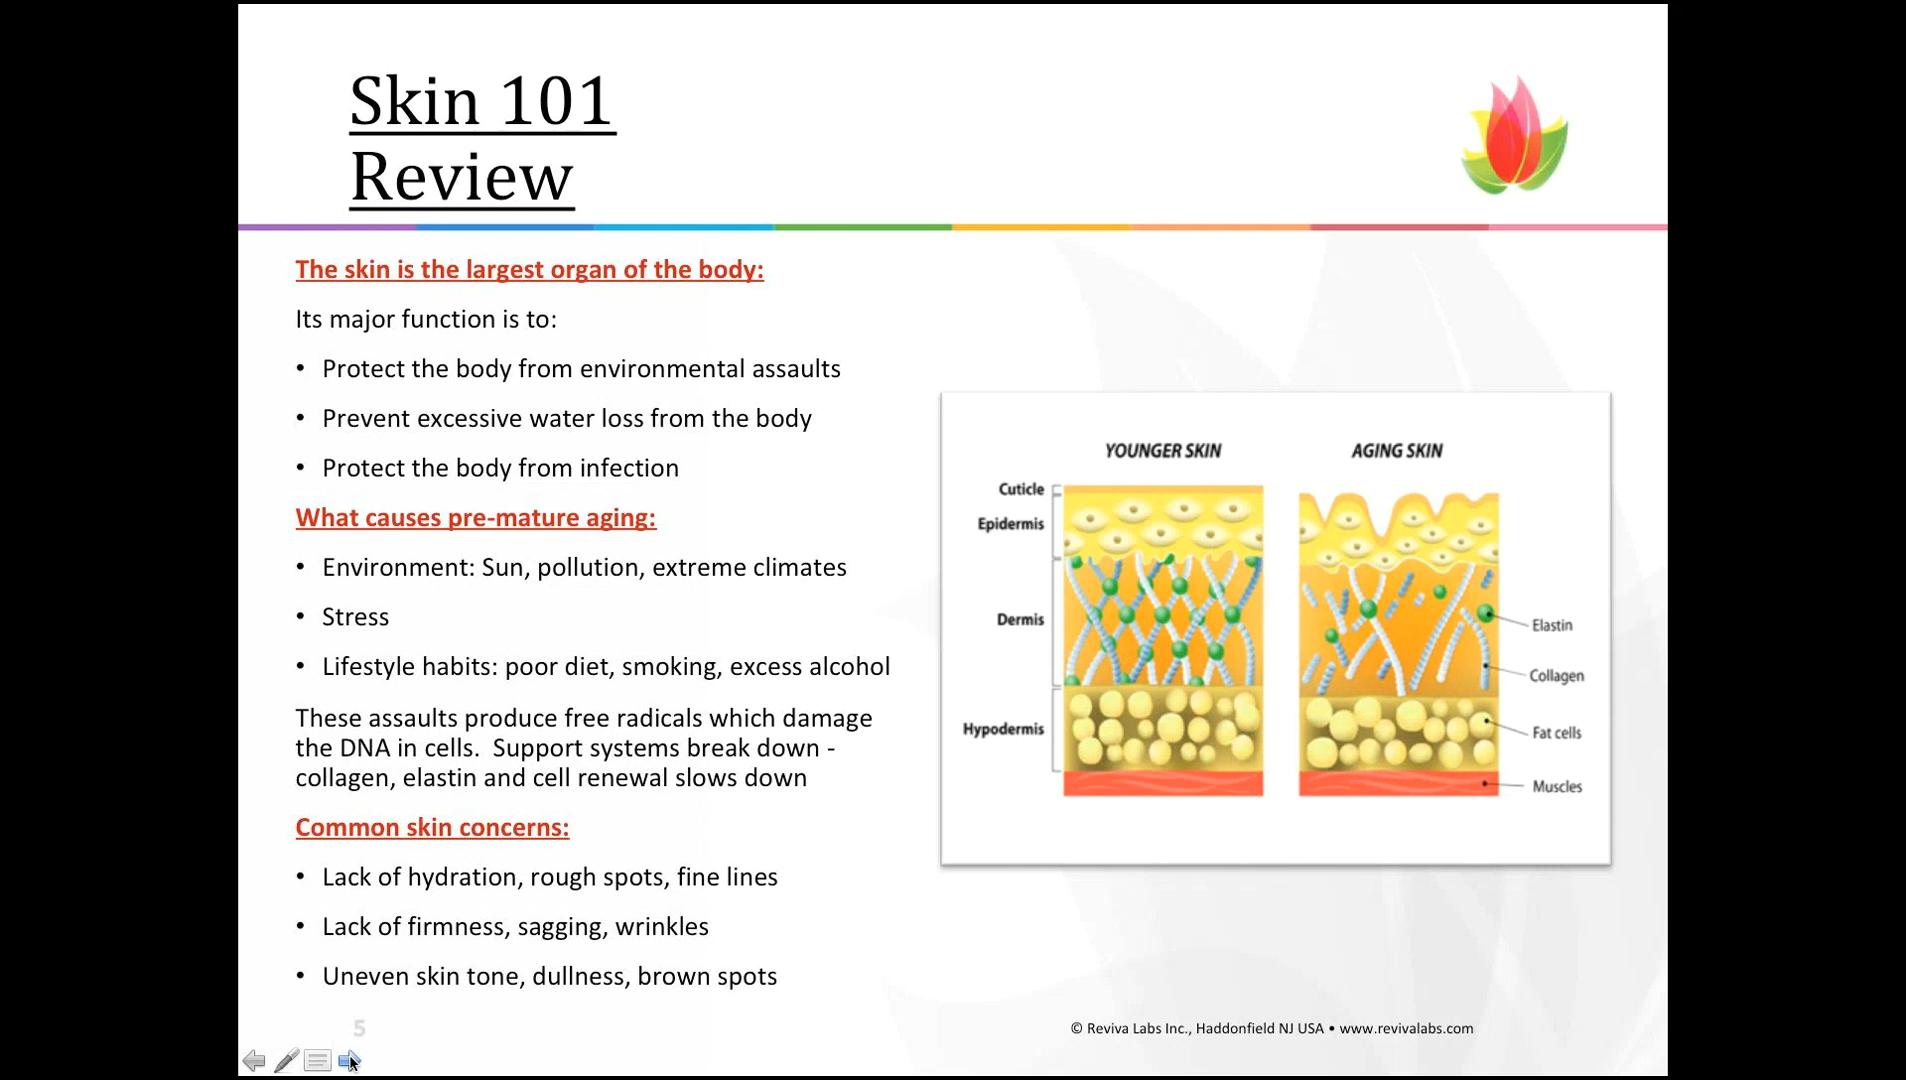 Skin 101
Review
The skin is the largest organ of the body:
Its major function is to:
• Protect the body from environmental assaults
• Prevent excessive water loss from the body
• Protect the body from infection
What causes pre-mature aging:
• Environment: Sun, pollution, extreme climates
• Stress
• Lifestyle habits: poor diet, smoking, excess alcohol
These assaults produce free radicals which damage
the DNA in cells.  Support systems break down -
collagen, elastin and cell renewal slows down
Common skin concerns:
• Lack of hydration, rough spots, fine lines
• Lack of firmness, sagging, wrinkles
• Uneven skin tone, dullness, brown spots
YOUNGER SKIN
AGING SKIN
Cuticle
Epidermis
Dermis
Hypodermis
Elastin
Collagen
Fat cells
Muscles
5
© Reviva Labs Inc., Haddonfield NJ USA • www.revivalabs.com